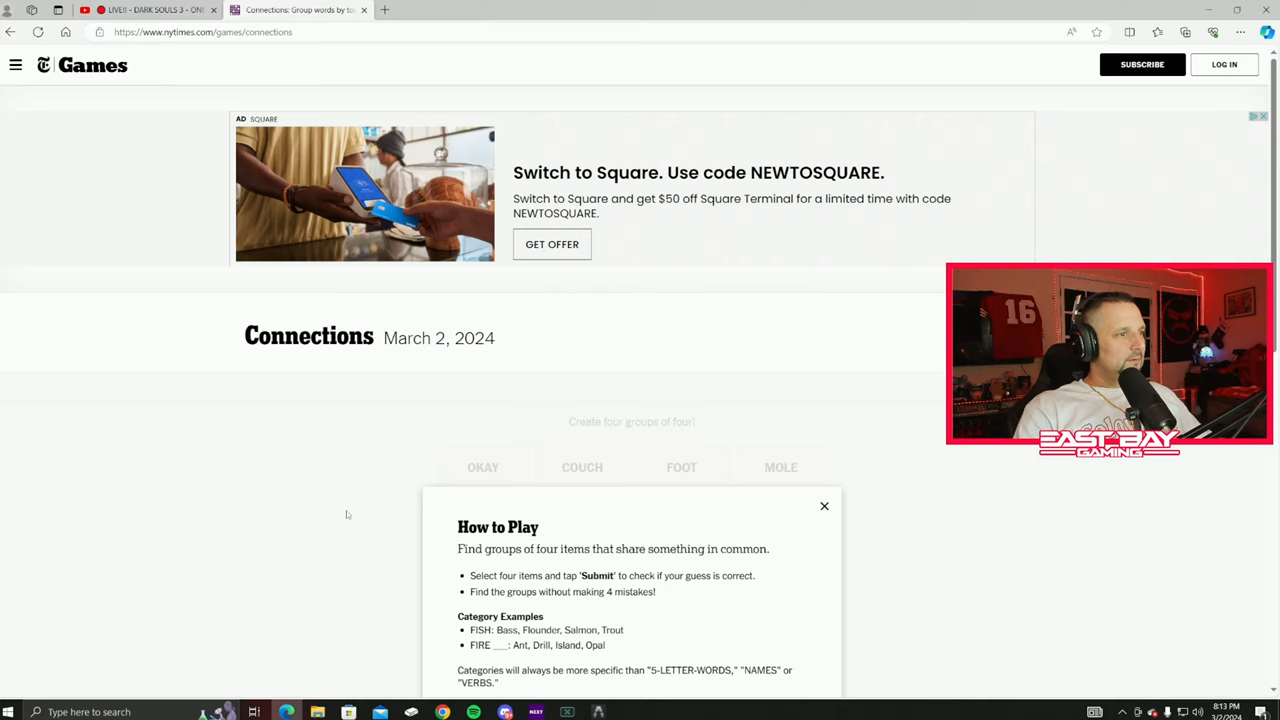 LIVE!! - DARK SOULS 3 - ONE
Connections: Group words by to
https://www.nytimes.com/games/connections
Games
SUBSCRIBE
LOG IN
AD SQUARE
Switch to Square. Use code NEWTOSQUARE.
Switch to Square and get $50 off Square Terminal for a limited time with code
NEWTOSQUARE.
GET OFFER
16
Connections March 2, 2024
Create four groups of four!
EAST BAY
GAMING
OKAY COUCH FOOT MOLE
How to Play
Find groups of four items that share something in common.
• Select four items and tap 'Submit' to check if your guess is correct.
• Find the groups without making 4 mistakes!
Category Examples
• FISH: Bass, Flounder, Salmon, Trout
• FIRE ___: Ant, Drill, Island, Opal
Categories will always be more specific than "5-LETTER-WORDS," "NAMES" or
"VERBS."
Type here to search
NEXT
8:13 PM
3/2/2024